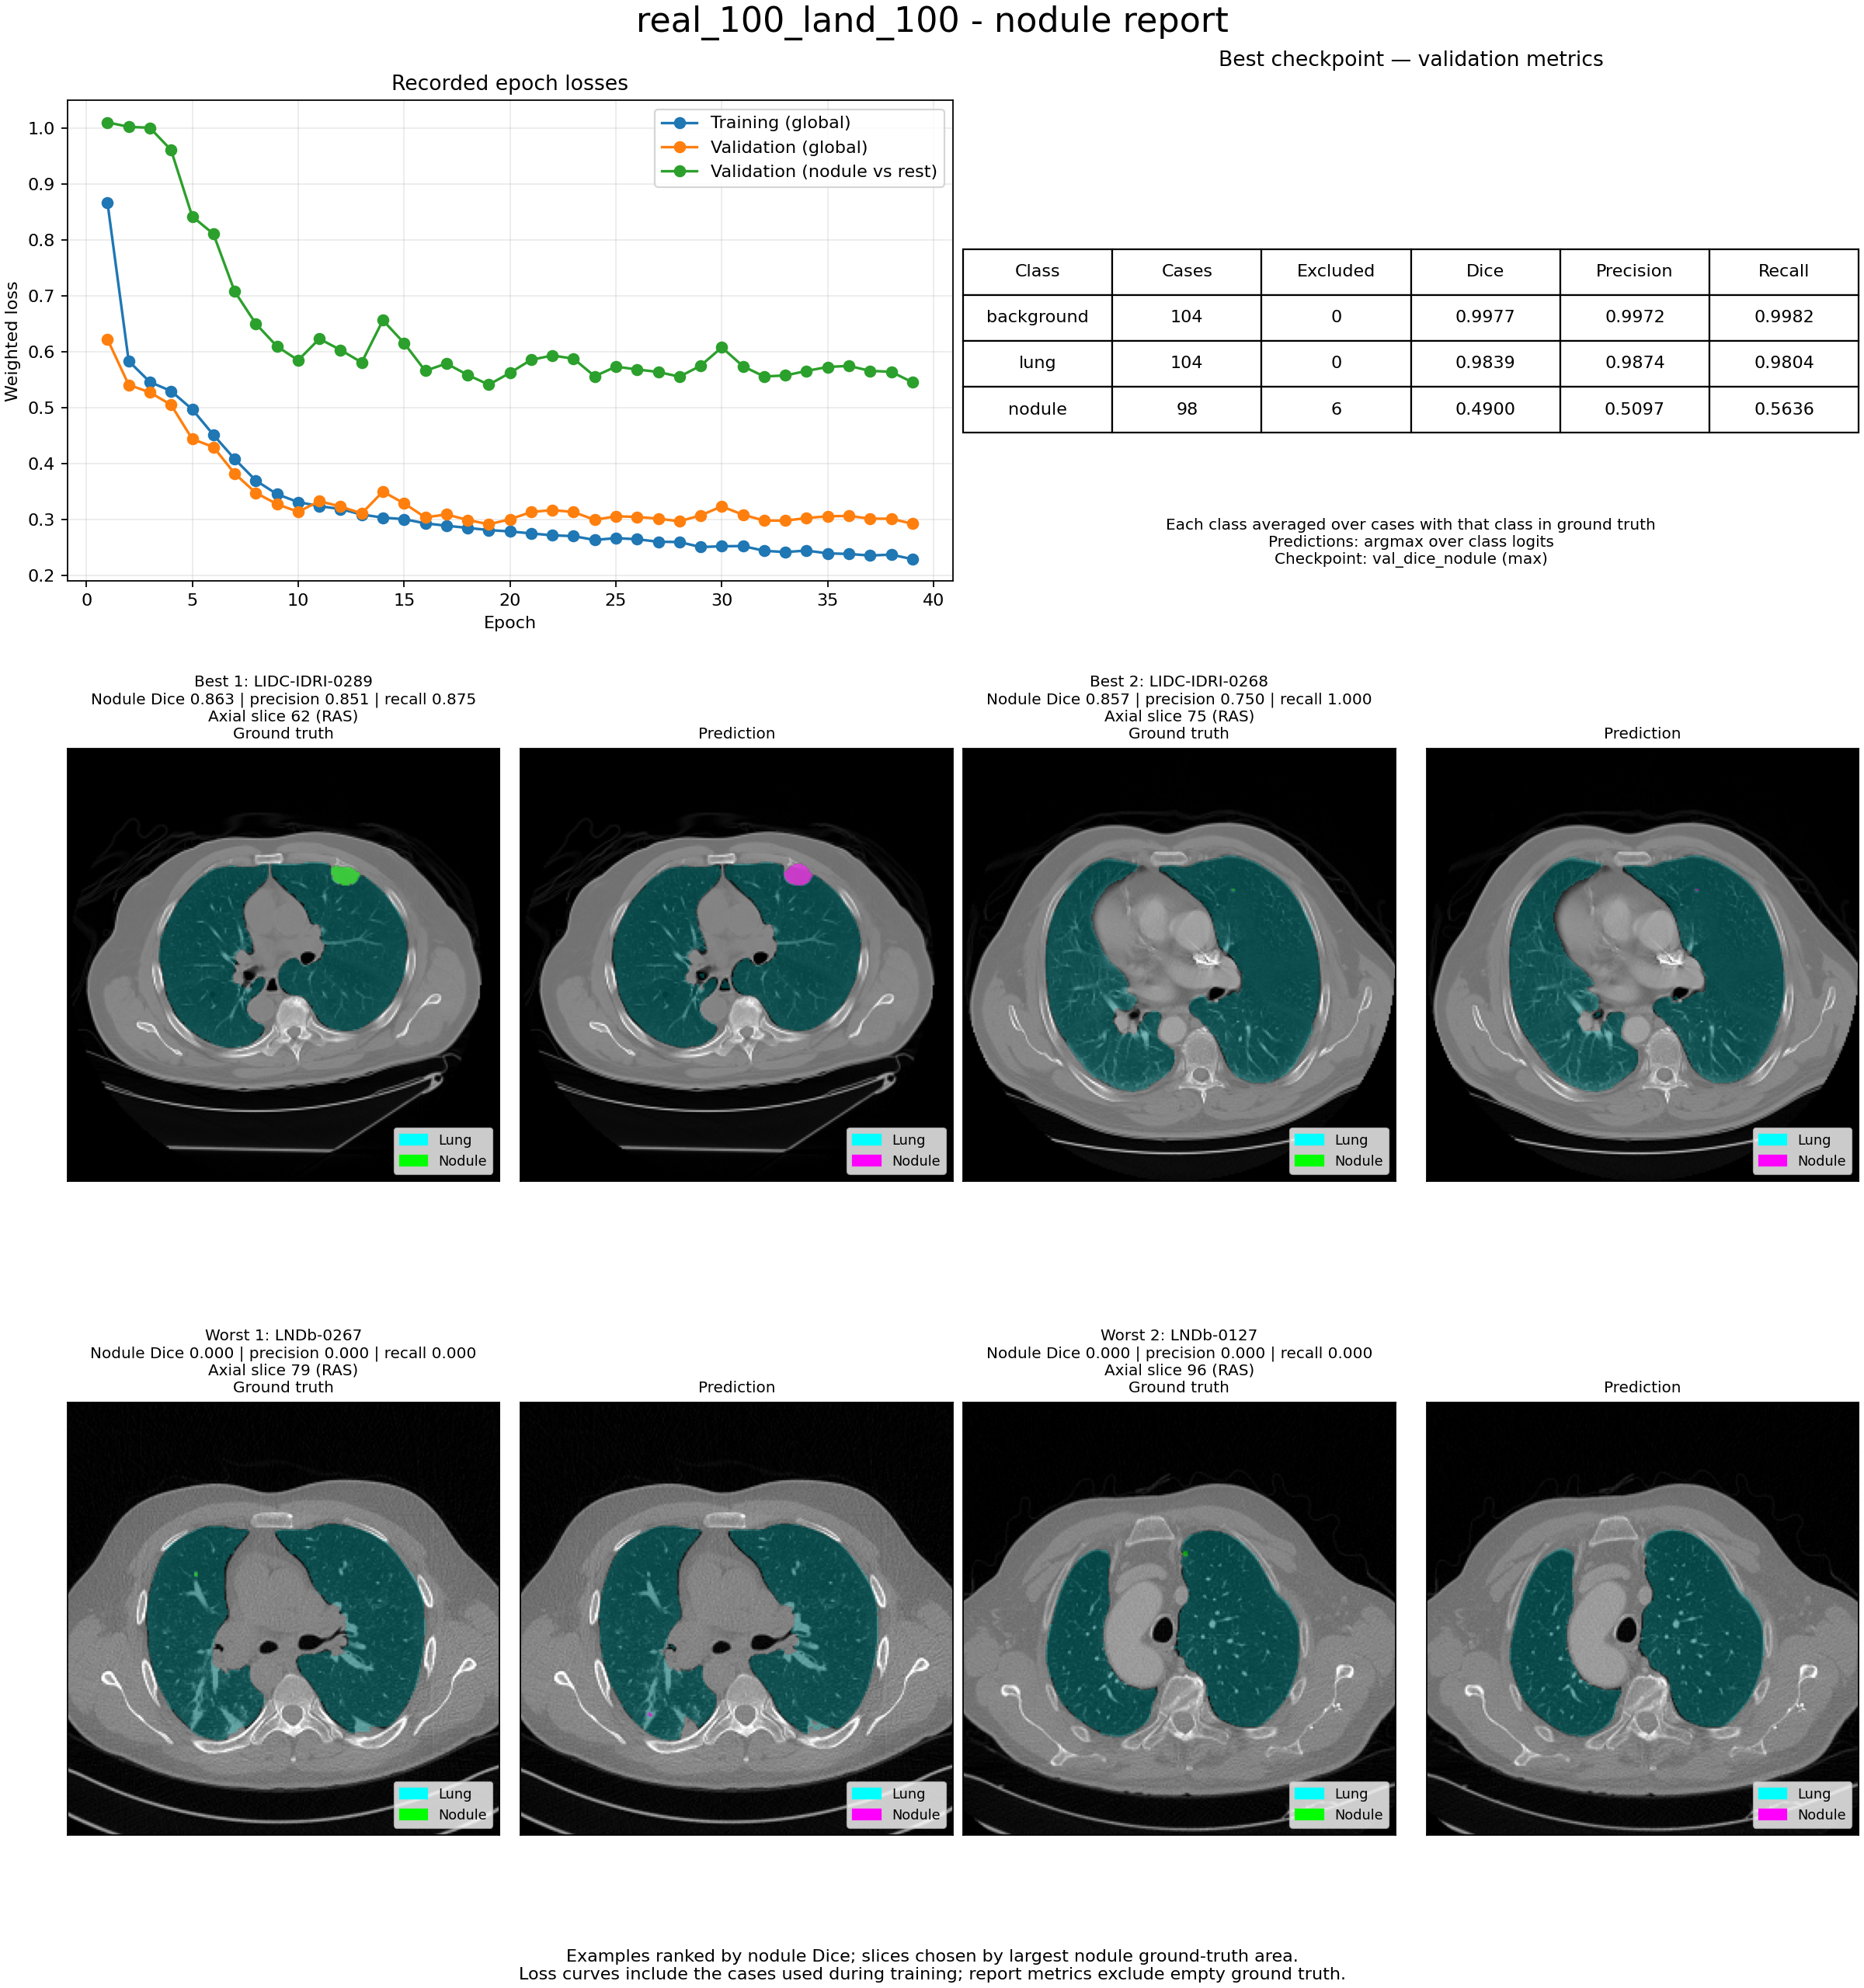 real_100_land_100 - nodule report
Recorded epoch losses
Weighted loss
1.0
0.9
0.8
0.7
0.6
0.5
0.4
0.3
0.2
Training (global)
Validation (global)
Validation (nodule vs rest)
0 5 10 15 20 25 30 35 40
Epoch
Best checkpoint — validation metrics
Class Cases Excluded Dice Precision Recall
background 104 0 0.9977 0.9972 0.9982
lung 104 0 0.9839 0.9874 0.9804
nodule 98 6 0.4900 0.5097 0.5636
Each class averaged over cases with that class in ground truth
Predictions: argmax over class logits
Checkpoint: val_dice_nodule (max)
Best 1: LIDC-IDRI-0289
Nodule Dice 0.863 | precision 0.851 | recall 0.875
Axial slice 62 (RAS)
Ground truth
Lung
Nodule
Prediction
Lung
Nodule
Best 2: LIDC-IDRI-0268
Nodule Dice 0.857 | precision 0.750 | recall 1.000
Axial slice 75 (RAS)
Ground truth
Lung
Nodule
Prediction
Lung
Nodule
Worst 1: LNDb-0267
Nodule Dice 0.000 | precision 0.000 | recall 0.000
Axial slice 79 (RAS)
Ground truth
Lung
Nodule
Prediction
Lung
Nodule
Worst 2: LNDb-0127
Nodule Dice 0.000 | precision 0.000 | recall 0.000
Axial slice 96 (RAS)
Ground truth
Lung
Nodule
Prediction
Lung
Nodule
Examples ranked by nodule Dice; slices chosen by largest nodule ground-truth area.
Loss curves include the cases used during training; report metrics exclude empty ground truth.